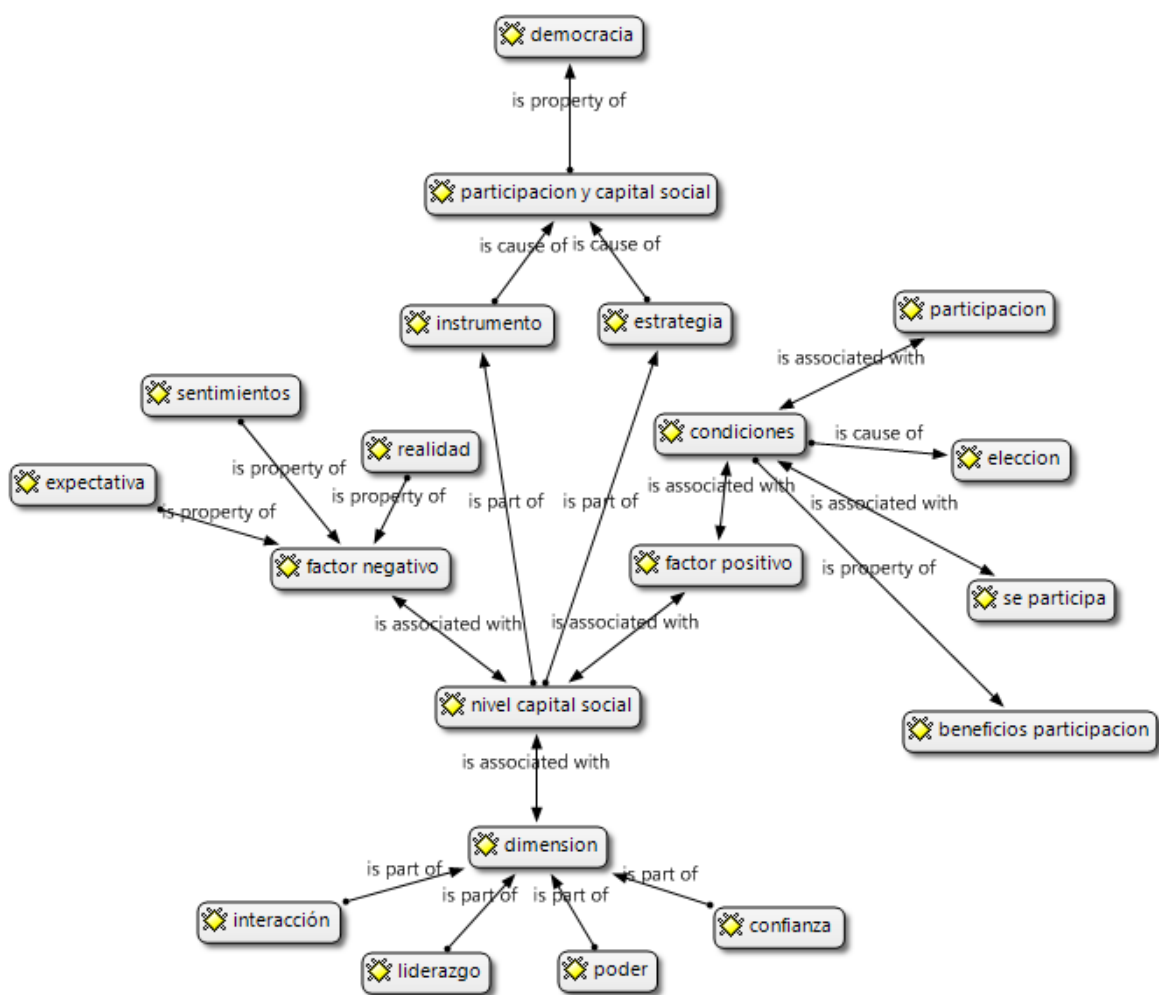 democracia
is property of
participacion y capital social
is cause of
is cause of
instrumento
estrategia
participacion
is associated with
sentimientos
condiciones
is cause of
eleccion
realidad
is property of
expectativa
is property of
is property of
is part of
is part of
is associated with
is associated with
factor negativo
factor positivo
is property of
se participa
is associated with
is associated with
nivel capital social
beneficios participacion
is associated with
dimension
is part of
is part of
is part of
is part of
interacción
confianza
liderazgo
poder